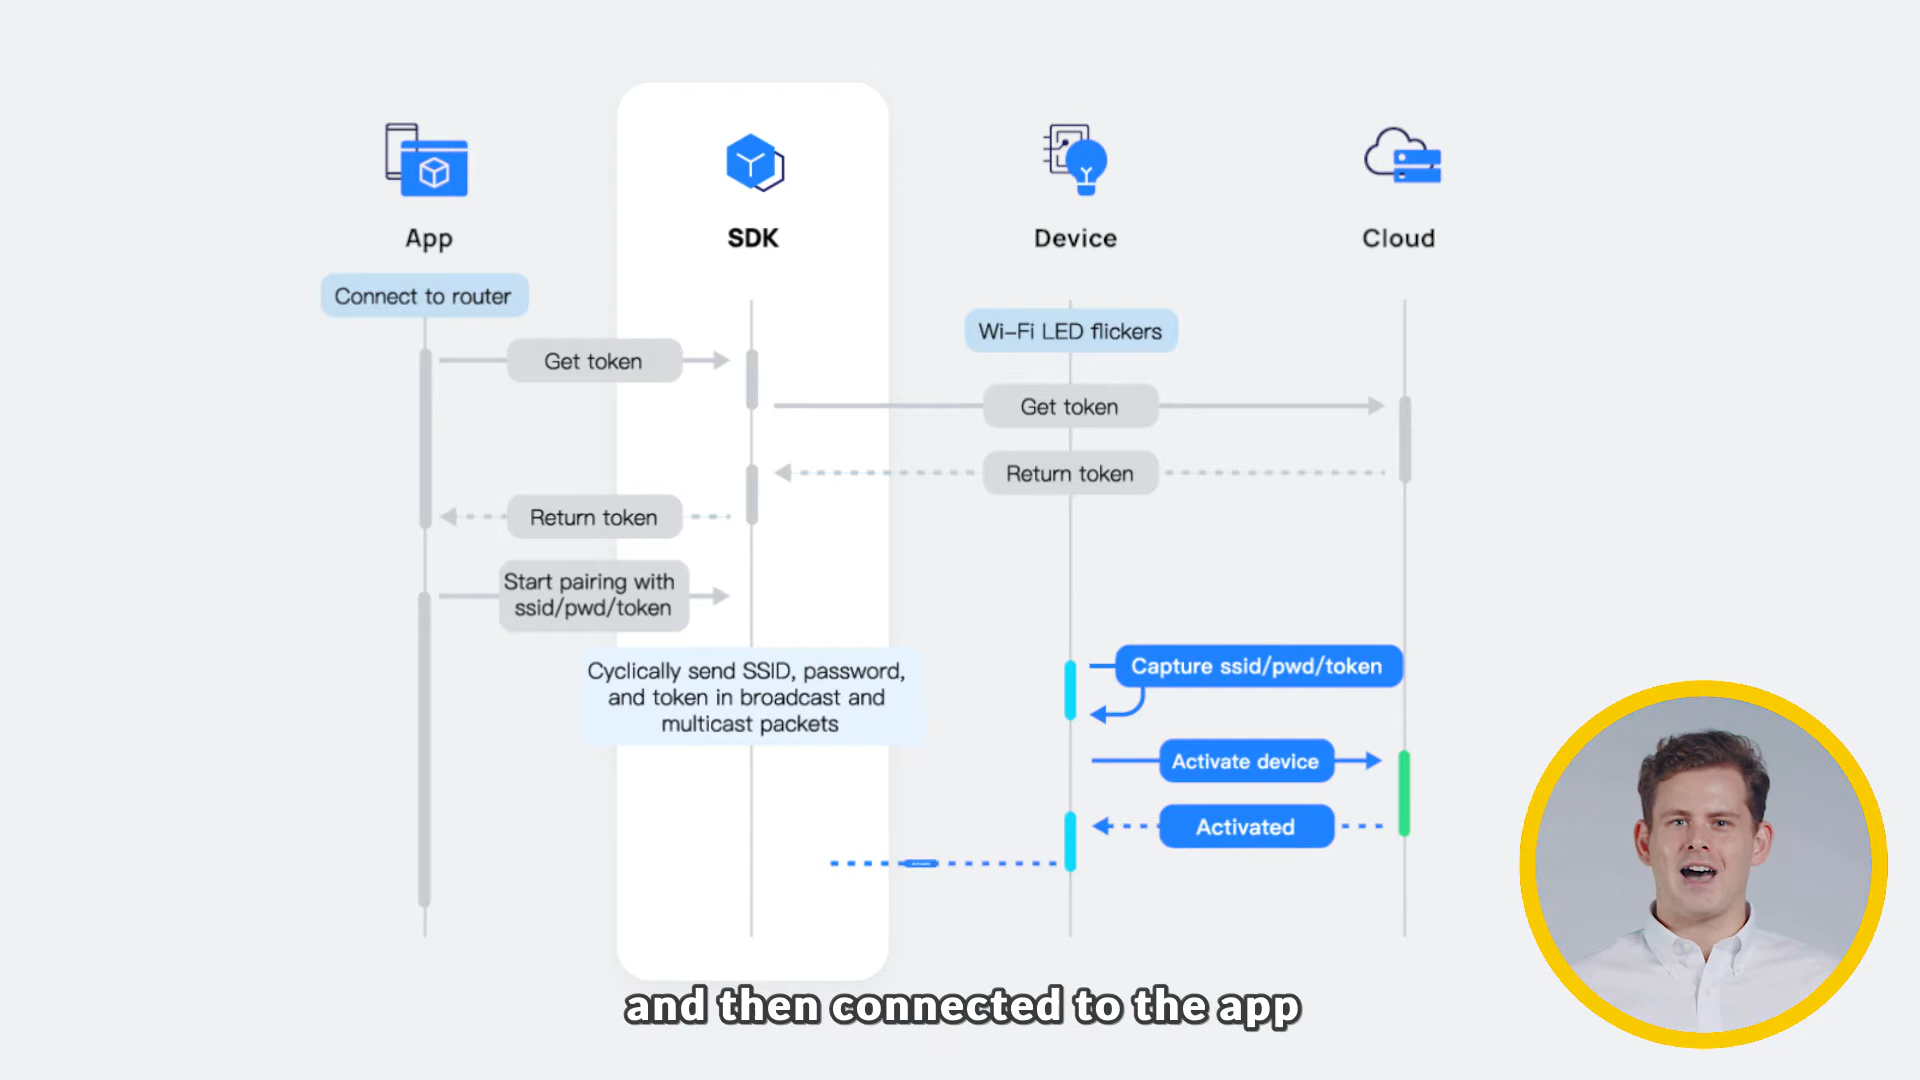 App
SDK
Device
Cloud
Connect to router
Wi-Fi LED flickers
Get token
Get token
Return token
Return token
Start pairing with
ssid/pwd/token
Cyclically send SSID, password,
and token in broadcast and
multicast packets
Capture ssid/pwd/token
Activate device
Activated
and then connected to the app